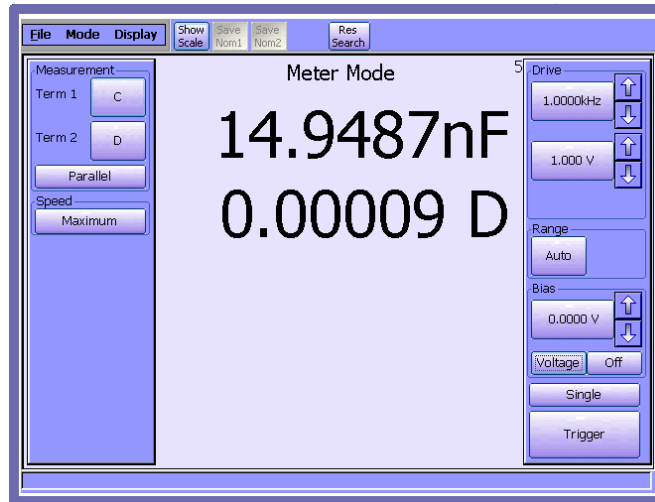 File Mode Display Show Scale Save Nom1 Save Nom2 Res Search
Measurement
Term 1 C
Term 2 D
Parallel
Speed
Maximum
Meter Mode
14.9487nF
0.00009 D
5
Drive
1.0000kHz
1.000 V
Range
Auto
Bias
0.0000 V
Voltage Off
Single
Trigger